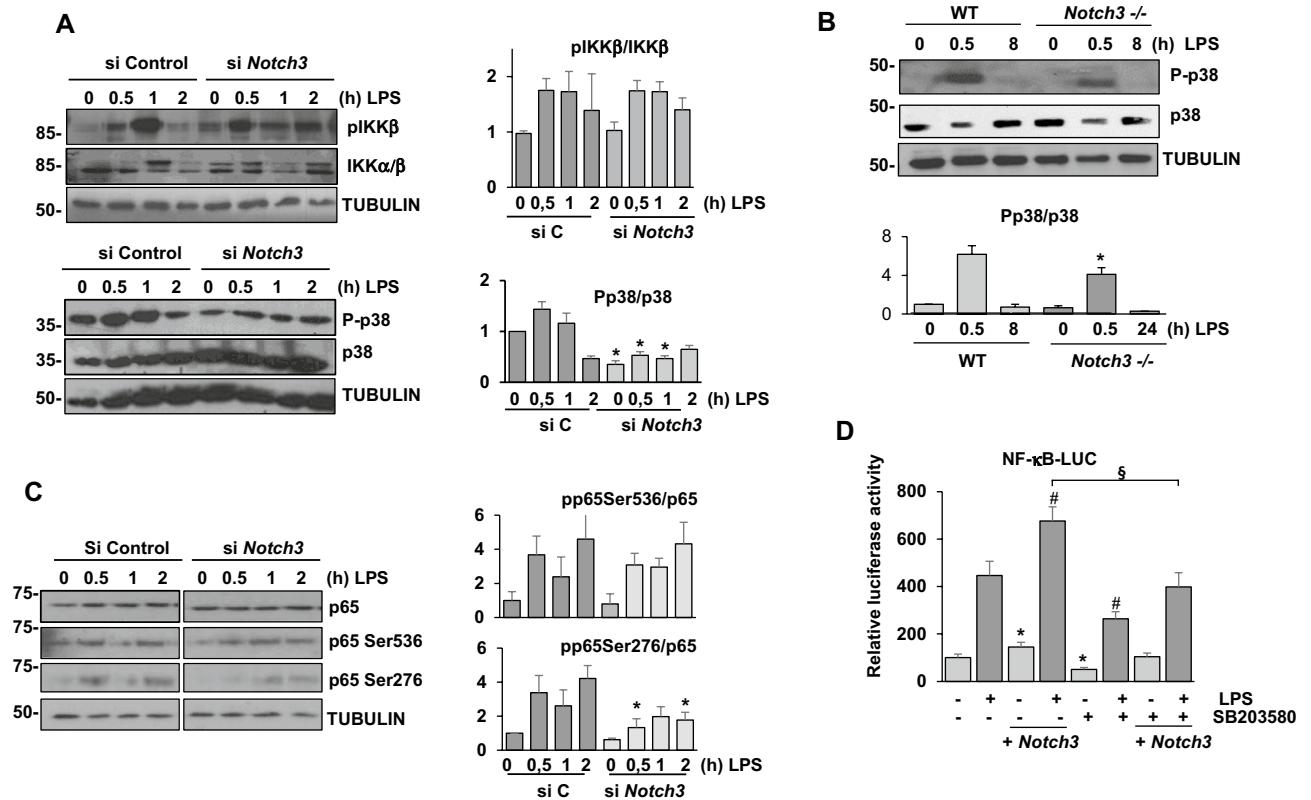 A
si Control si Notch3
0 0.5 1 2 0 0.5 1 2 (h) LPS
85- pIKKβ
85- IKKα/β
50- TUBULIN
si Control si Notch3
0 0.5 1 2 0 0.5 1 2 (h) LPS
35- P-p38
35- p38
50- TUBULIN
pIKKβ/IKKβ
2
1
0
0 0,5 1 2 0 0,5 1 2 (h) LPS
si C si Notch3
Pp38/p38
2
1
0
* * *
0 0,5 1 2 0 0,5 1 2 (h) LPS
si C si Notch3
B
WT Notch3 -/-
0 0.5 8 0 0.5 8 (h) LPS
50- P-p38
50- p38
50- TUBULIN
Pp38/p38
8
4
0
*
0 0.5 8 0 0.5 24 (h) LPS
WT Notch3 -/-
C
Si Control si Notch3
0 0.5 1 2 0 0.5 1 2 (h) LPS
75- p65
75- p65 Ser536
75- p65 Ser276
50- TUBULIN
pp65Ser536/p65
6
4
2
0
pp65Ser276/p65
6
4
2
0
* *
0 0,5 1 2 0 0,5 1 2 (h) LPS
si C si Notch3
D
NF-κB-LUC
Relative luciferase activity
800
600
400
200
0
* # * # §
- + - + - + - + LPS
- - - - + + + + SB203580
+ Notch3 + Notch3